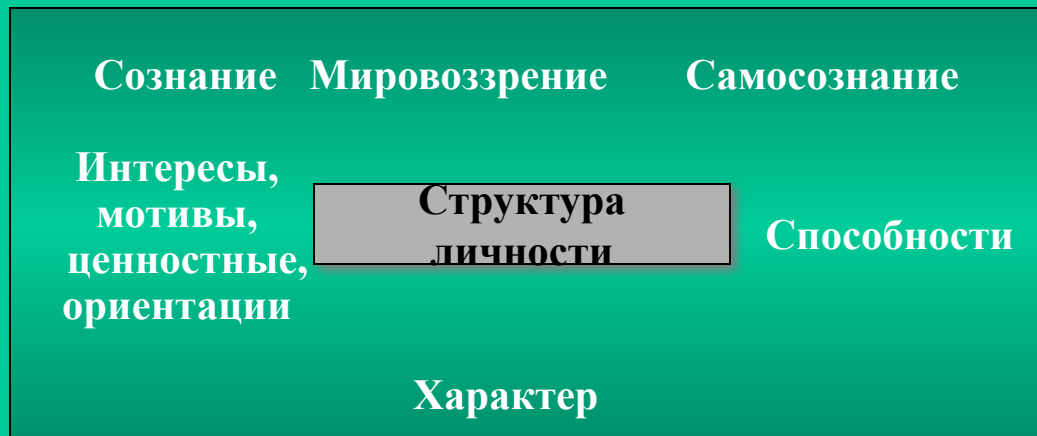 Сознание Мировоззрение Самосознание
Интересы,
мотивы,
ценностные,
ориентации
Структура
личности
Способности
Характер